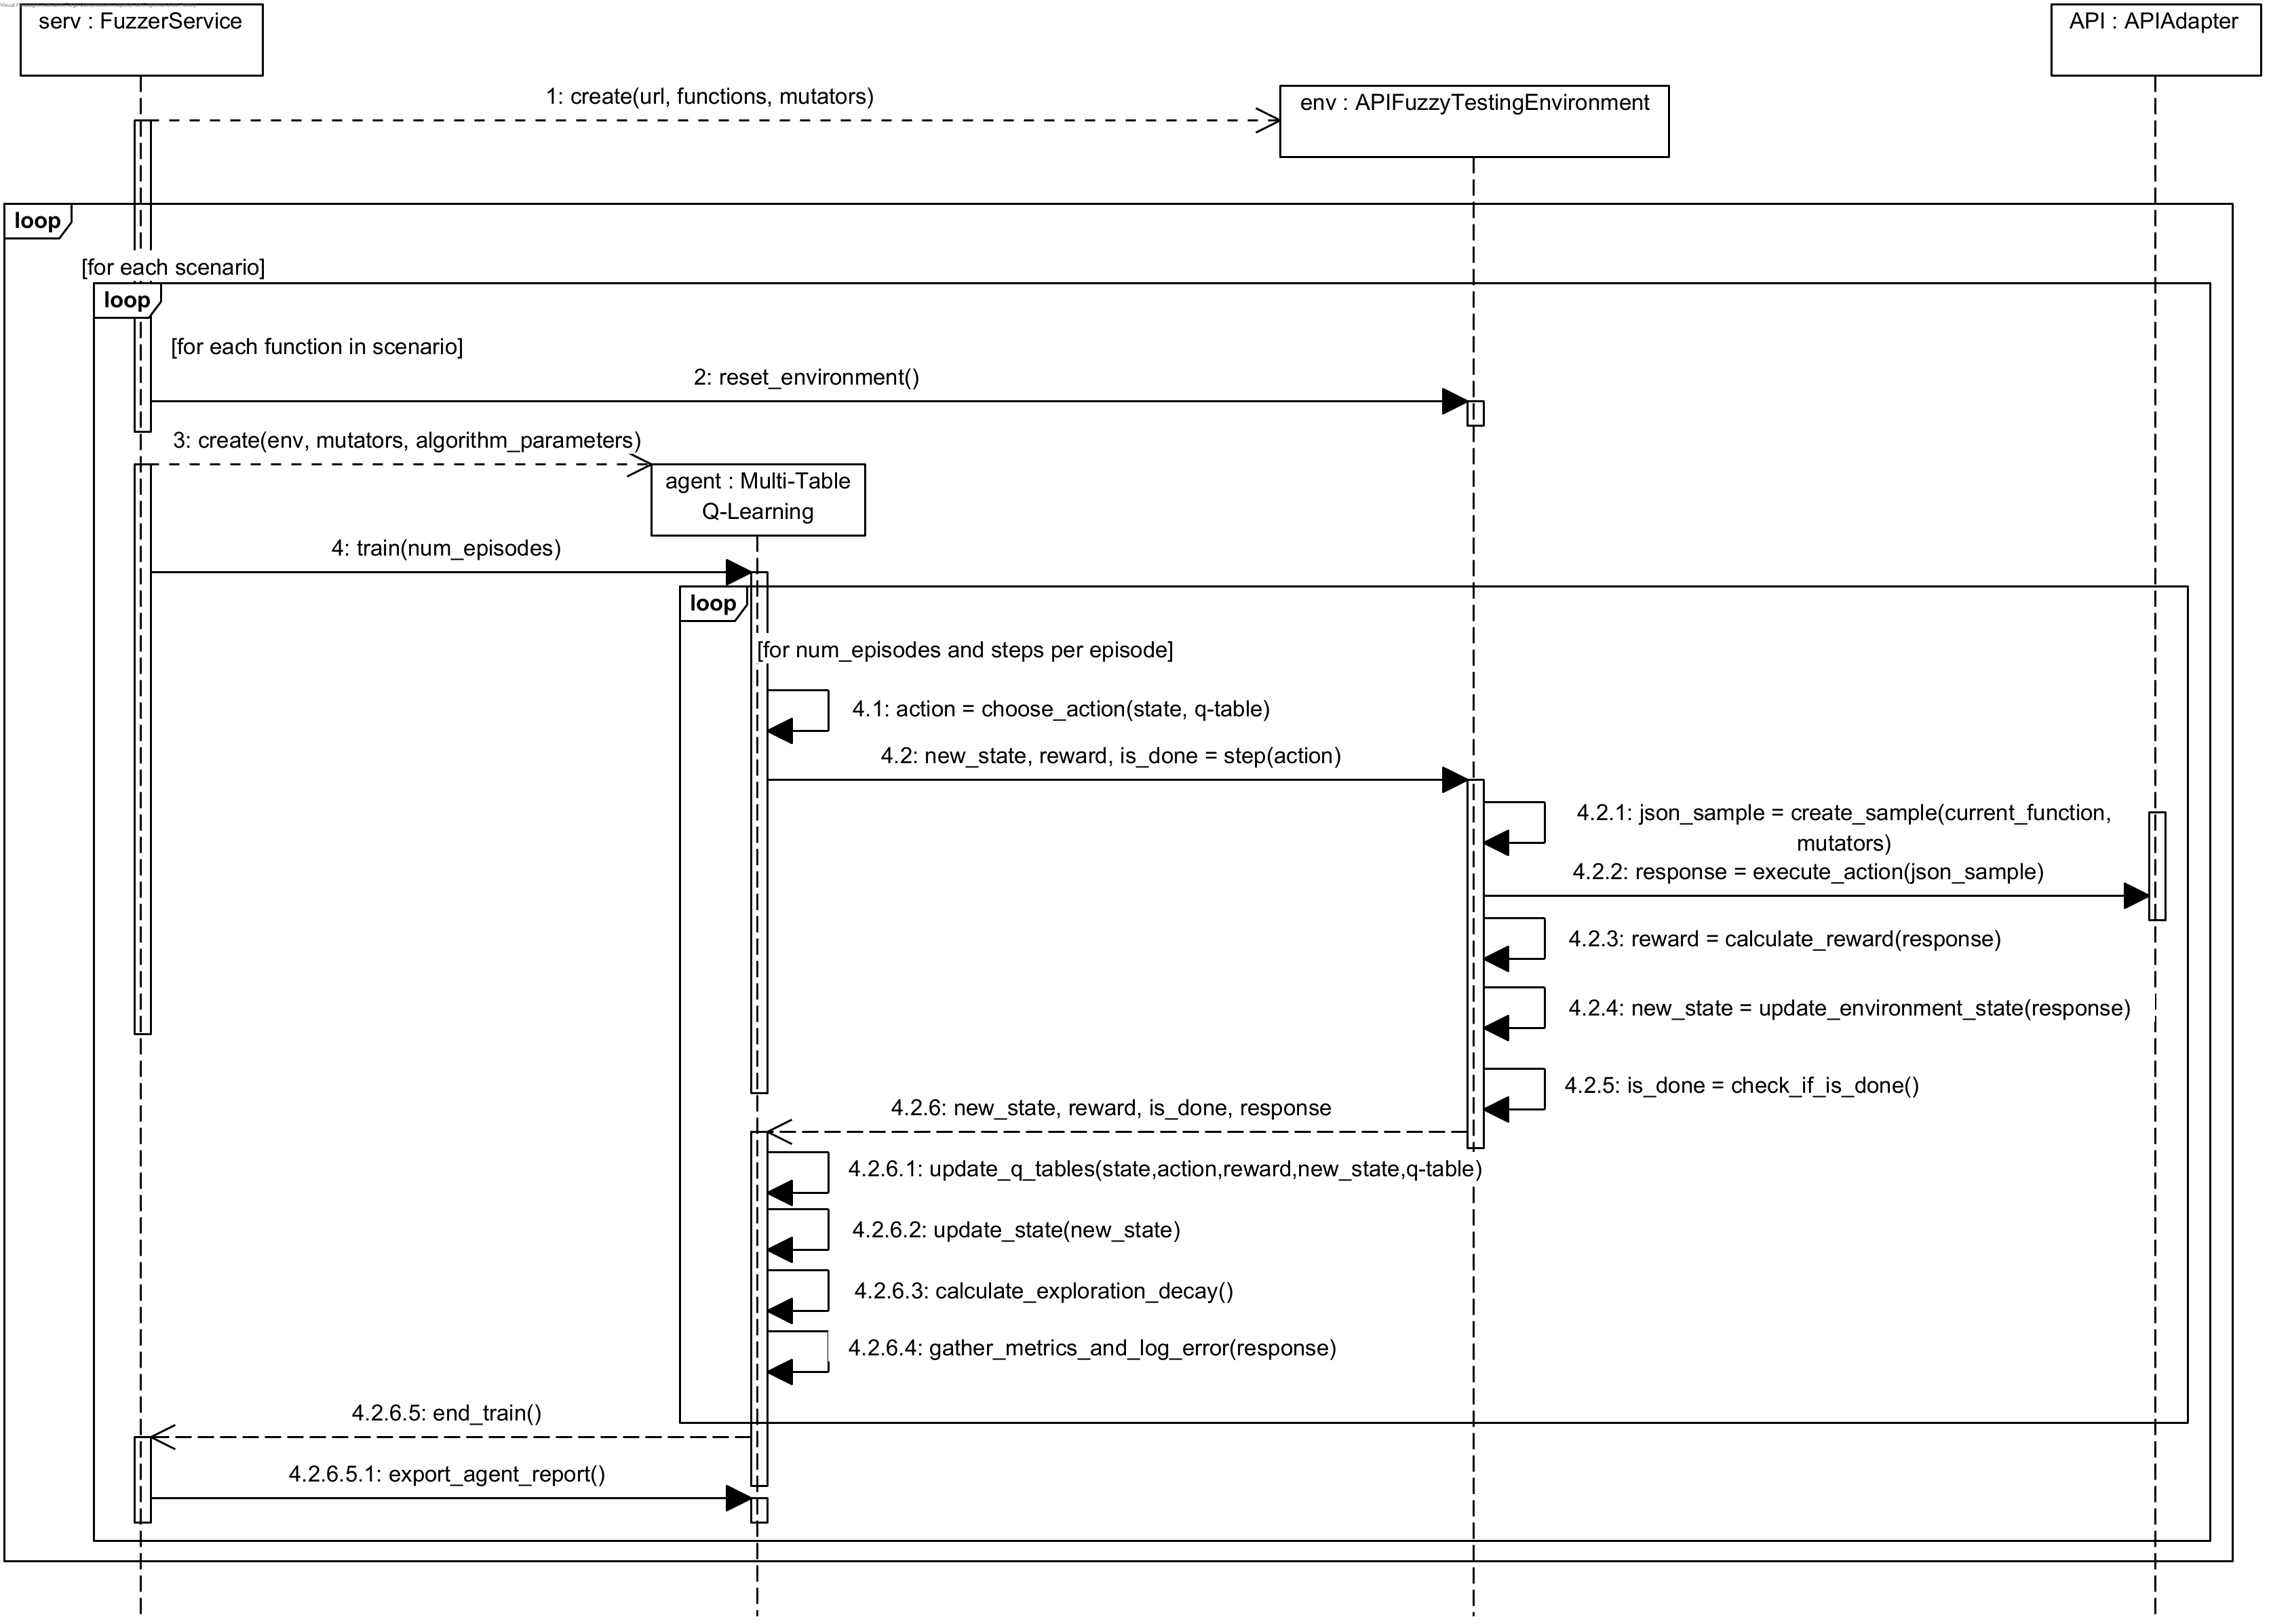 serv : FuzzerService
API : APIAdapter
1: create(url, functions, mutators)
env : APIFuzzyTestingEnvironment
loop
[for each scenario]
loop
[for each function in scenario]
2: reset_environment()
3: create(env, mutators, algorithm_parameters)
agent : Multi-Table
Q-Learning
4: train(num_episodes)
loop
[for num_episodes and steps per episode]
4.1: action = choose_action(state, q-table)
4.2: new_state, reward, is_done = step(action)
4.2.1: json_sample = create_sample(current_function,
mutators)
4.2.2: response = execute_action(json_sample)
4.2.3: reward = calculate_reward(response)
4.2.4: new_state = update_environment_state(response)
4.2.5: is_done = check_if_is_done()
4.2.6: new_state, reward, is_done, response
4.2.6.1: update_q_tables(state,action,reward,new_state,q-table)
4.2.6.2: update_state(new_state)
4.2.6.3: calculate_exploration_decay()
4.2.6.4: gather_metrics_and_log_error(response)
4.2.6.5: end_train()
4.2.6.5.1: export_agent_report()